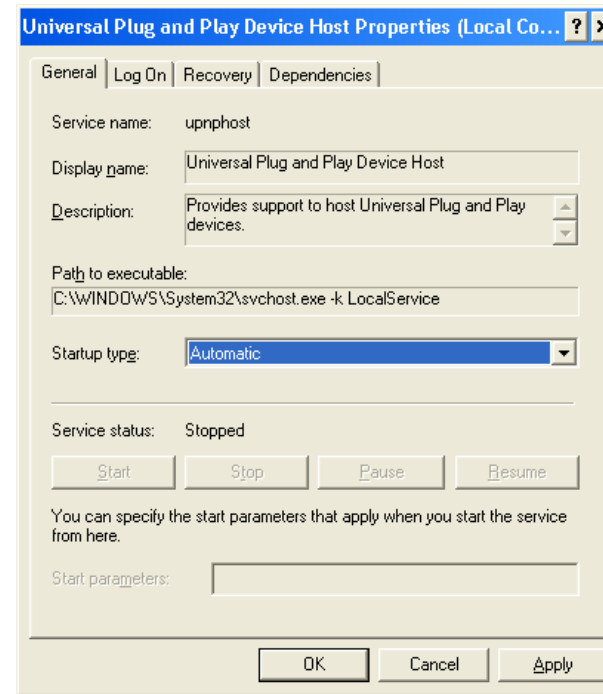 Universal Plug and Play Device Host Properties (Local Co... ?
General Log On Recovery Dependencies
Service name: upnphost
Display name: Universal Plug and Play Device Host
Description: Provides support to host Universal Plug and Play
devices.
Path to executable:
C:\WINDOWS\System32\svchost.exe -k LocalService
Startup type: Automatic
Service status: Stopped
Start Stop Pause Resume
You can specify the start parameters that apply when you start the service
from here.
Start parameters:
OK Cancel Apply